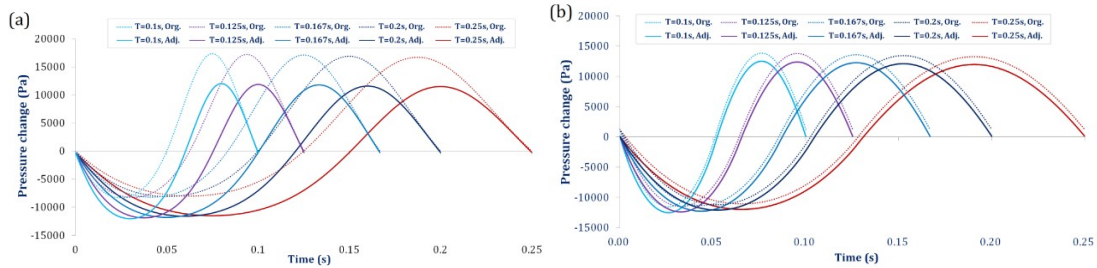 (a)
T=0.1s, Org. T=0.125s, Org. T=0.167s, Org. T=0.2s, Org. T=0.25s, Org.
T=0.1s, Adj. T=0.125s, Adj. T=0.167s, Adj. T=0.2s, Adj. T=0.25s, Adj.
Pressure change (Pa)
25000
20000
15000
10000
5000
0
-5000
-10000
-15000
0 0.05 0.1 0.15 0.2 0.25
Time (s)
(b)
T=0.1s, Org. T=0.125s, Org. T=0.167s, Org. T=0.2s, Org. T=0.25s, Org.
T=0.1s, Adj. T=0.125s, Adj. T=0.167s, Adj. T=0.2s, Adj. T=0.25s, Adj.
Pressure change (Pa)
20000
15000
10000
5000
0
-5000
-10000
-15000
0.00 0.05 0.10 0.15 0.20 0.25
Time (s)